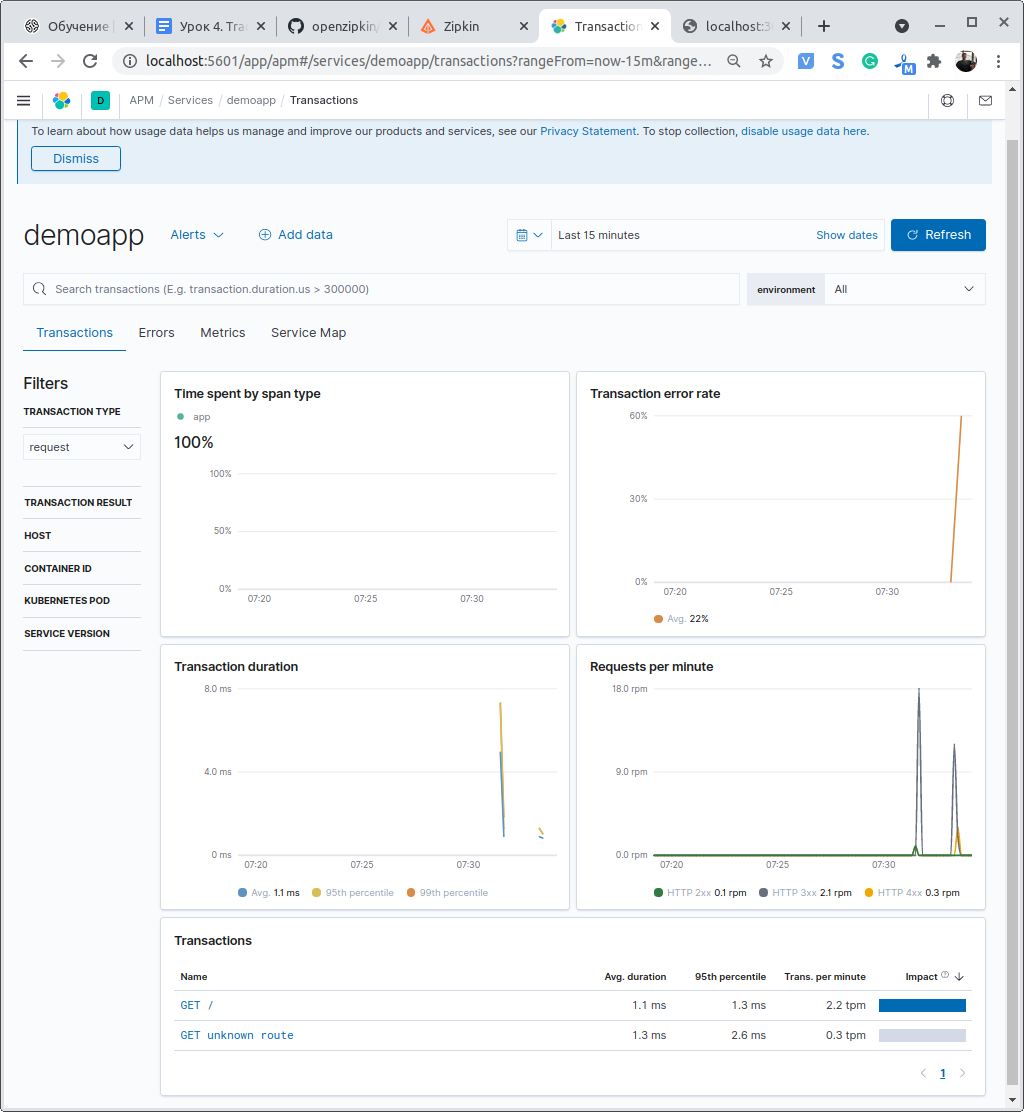 Обучение
Урок 4. Tra
openzipkin/
Zipkin
Transaction
localhost:3
localhost:5601/app/apm#/services/demoapp/transactions?rangeFrom=now-15m&range...
V
S
G
M
D
APM / Services / demoapp / Transactions
To learn about how usage data helps us manage and improve our products and services, see our Privacy Statement. To stop collection, disable usage data here.
Dismiss
demoapp
Alerts
Add data
Last 15 minutes
Show dates
Refresh
Search transactions (E.g. transaction.duration.us > 300000)
environment
All
Transactions
Errors
Metrics
Service Map
Filters
TRANSACTION TYPE
request
TRANSACTION RESULT
HOST
CONTAINER ID
KUBERNETES POD
SERVICE VERSION
Time spent by span type
app
100%
100%
50%
0%
07:20 07:25 07:30
Transaction error rate
60%
30%
0%
07:20 07:25 07:30
Avg. 22%
Transaction duration
8.0 ms
4.0 ms
0 ms
07:20 07:25 07:30
Avg. 1.1 ms 95th percentile 99th percentile
Requests per minute
18.0 rpm
9.0 rpm
0.0 rpm
07:20 07:25 07:30
HTTP 2xx 0.1 rpm HTTP 3xx 2.1 rpm HTTP 4xx 0.3 rpm
Transactions
Name Avg. duration 95th percentile Trans. per minute Impact
GET / 1.1 ms 1.3 ms 2.2 tpm
GET unknown route 1.3 ms 2.6 ms 0.3 tpm
1